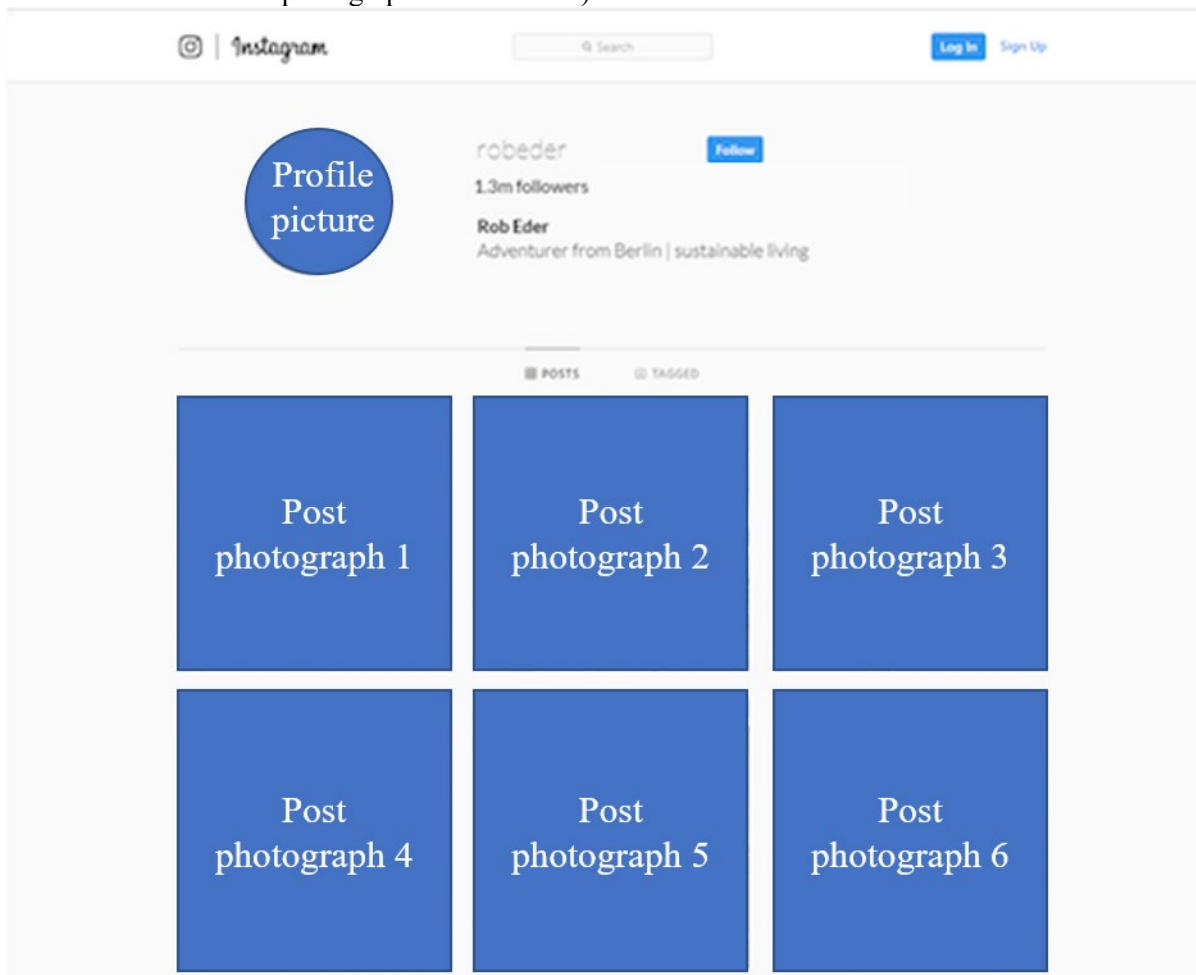 Instagram
Search
Log In
Sign Up
Profile
picture
robeder
Follow
1.3m followers
Rob Eder
Adventurer from Berlin | sustainable living
POSTS
TAGGED
Post
photograph 1
Post
photograph 2
Post
photograph 3
Post
photograph 4
Post
photograph 5
Post
photograph 6